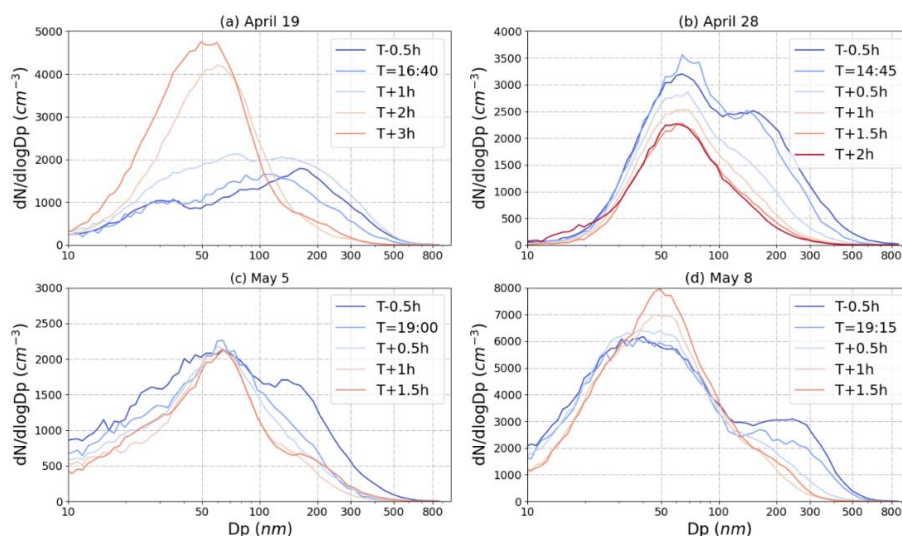 (a) April 19
dN/dlogDp (cm⁻³)
5000
4000
3000
2000
1000
0
10
50
100
200
300
500
800
T-0.5h
T=16:40
T+1h
T+2h
T+3h
(b) April 28
dN/dlogDp (cm⁻³)
4000
3500
3000
2500
2000
1500
1000
500
0
10
50
100
200
300
500
800
T-0.5h
T=14:45
T+0.5h
T+1h
T+1.5h
T+2h
(c) May 5
dN/dlogDp (cm⁻³)
3000
2500
2000
1500
1000
500
0
10
50
100
200
300
500
800
Dp (nm)
T-0.5h
T=19:00
T+0.5h
T+1h
T+1.5h
(d) May 8
dN/dlogDp (cm⁻³)
8000
7000
6000
5000
4000
3000
2000
1000
0
10
50
100
200
300
500
800
Dp (nm)
T-0.5h
T=19:15
T+0.5h
T+1h
T+1.5h